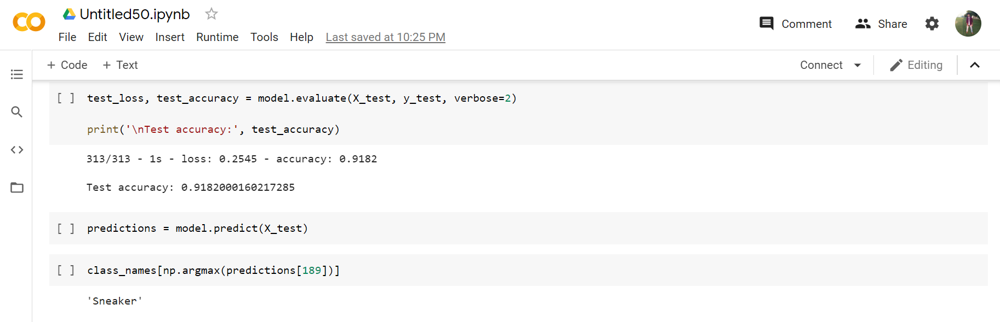 Untitled50.ipynb
File Edit View Insert Runtime Tools Help Last saved at 10:25 PM
Comment Share
+ Code + Text
Connect Editing
[ ] test_loss, test_accuracy = model.evaluate(X_test, y_test, verbose=2)
print('\nTest accuracy:', test_accuracy)
313/313 - 1s - loss: 0.2545 - accuracy: 0.9182
Test accuracy: 0.9182000160217285
[ ] predictions = model.predict(X_test)
[ ] class_names[np.argmax(predictions[189])]
'Sneaker'